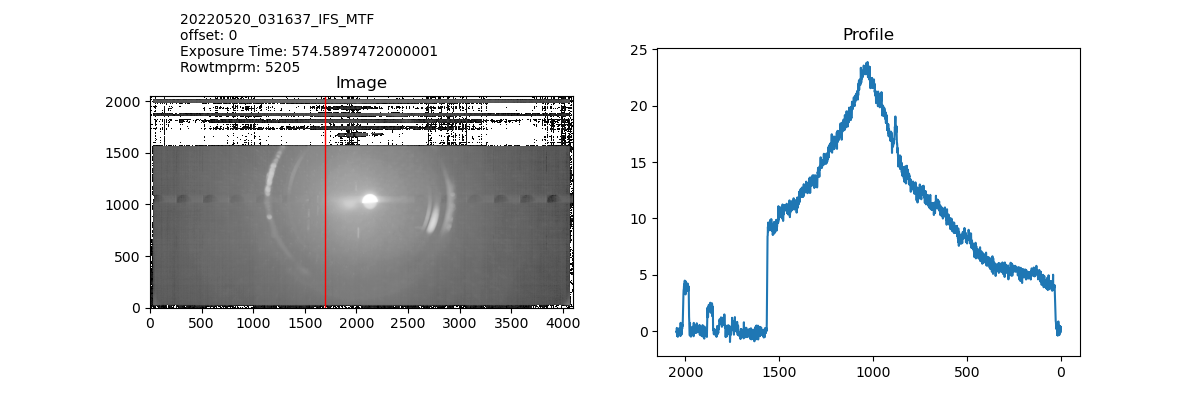 20220520_031637_IFS_MTF
offset: 0
Exposure Time: 574.5897472000001
Rowtmprm: 5205
Image
2000
1500
1000
500
0
0 500 1000 1500 2000 2500 3000 3500 4000
Profile
25
20
15
10
5
0
2000 1500 1000 500 0